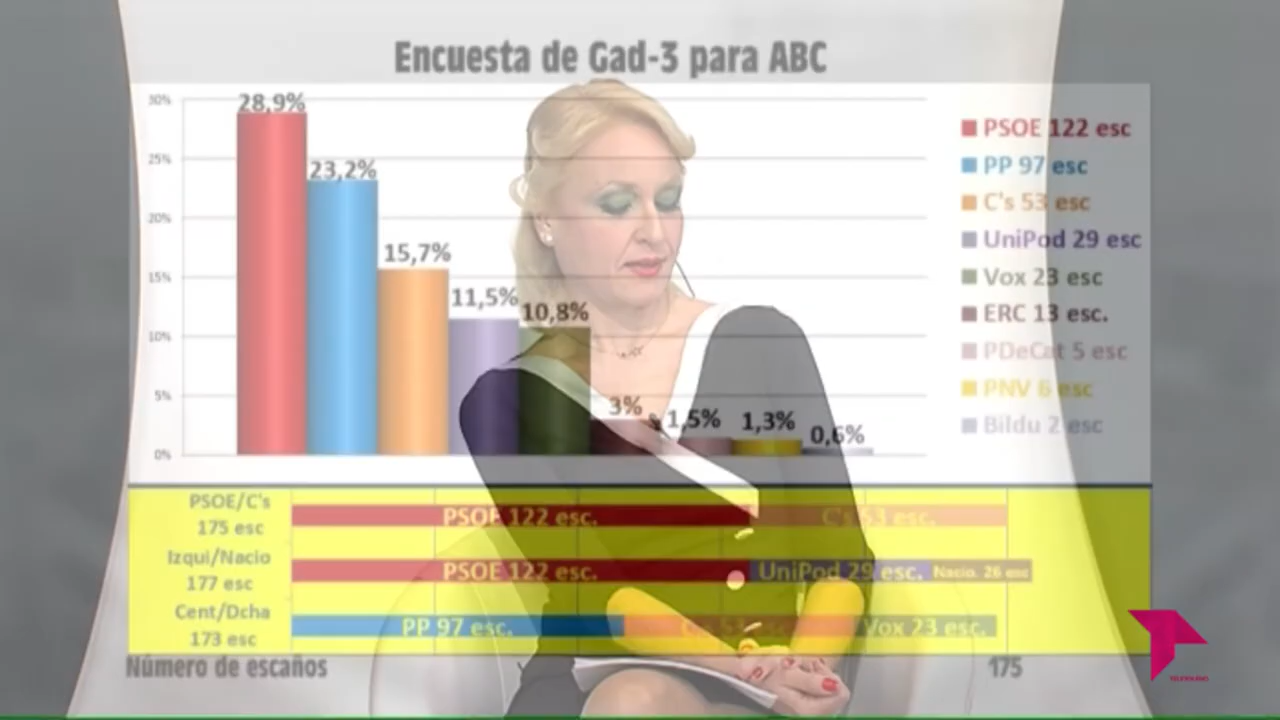 Encuesta de Gad-3 para ABC
30%
25%
20%
15%
10%
5%
0%
28,9%
23,2%
15,7%
11,5%
10,8%
3%
1,5%
1,3%
0,6%
PSOE 122 esc
PP 97 esc
C's 53 esc
UniPod 29 esc
Vox 23 esc
ERC 13 esc.
PDeCat 5 esc
PNV 6 esc
Bildu 2 esc
PSOE/C's
175 esc
PSOE 122 esc.
C's 53 esc.
Izqui/Nacio
177 esc
PSOE 122 esc.
UniPod 29 esc.
Nacio. 26 esc
Cent/Dcha
173 esc
PP 97 esc.
C's 53 esc.
Vox 23 esc.
Número de escaños
175